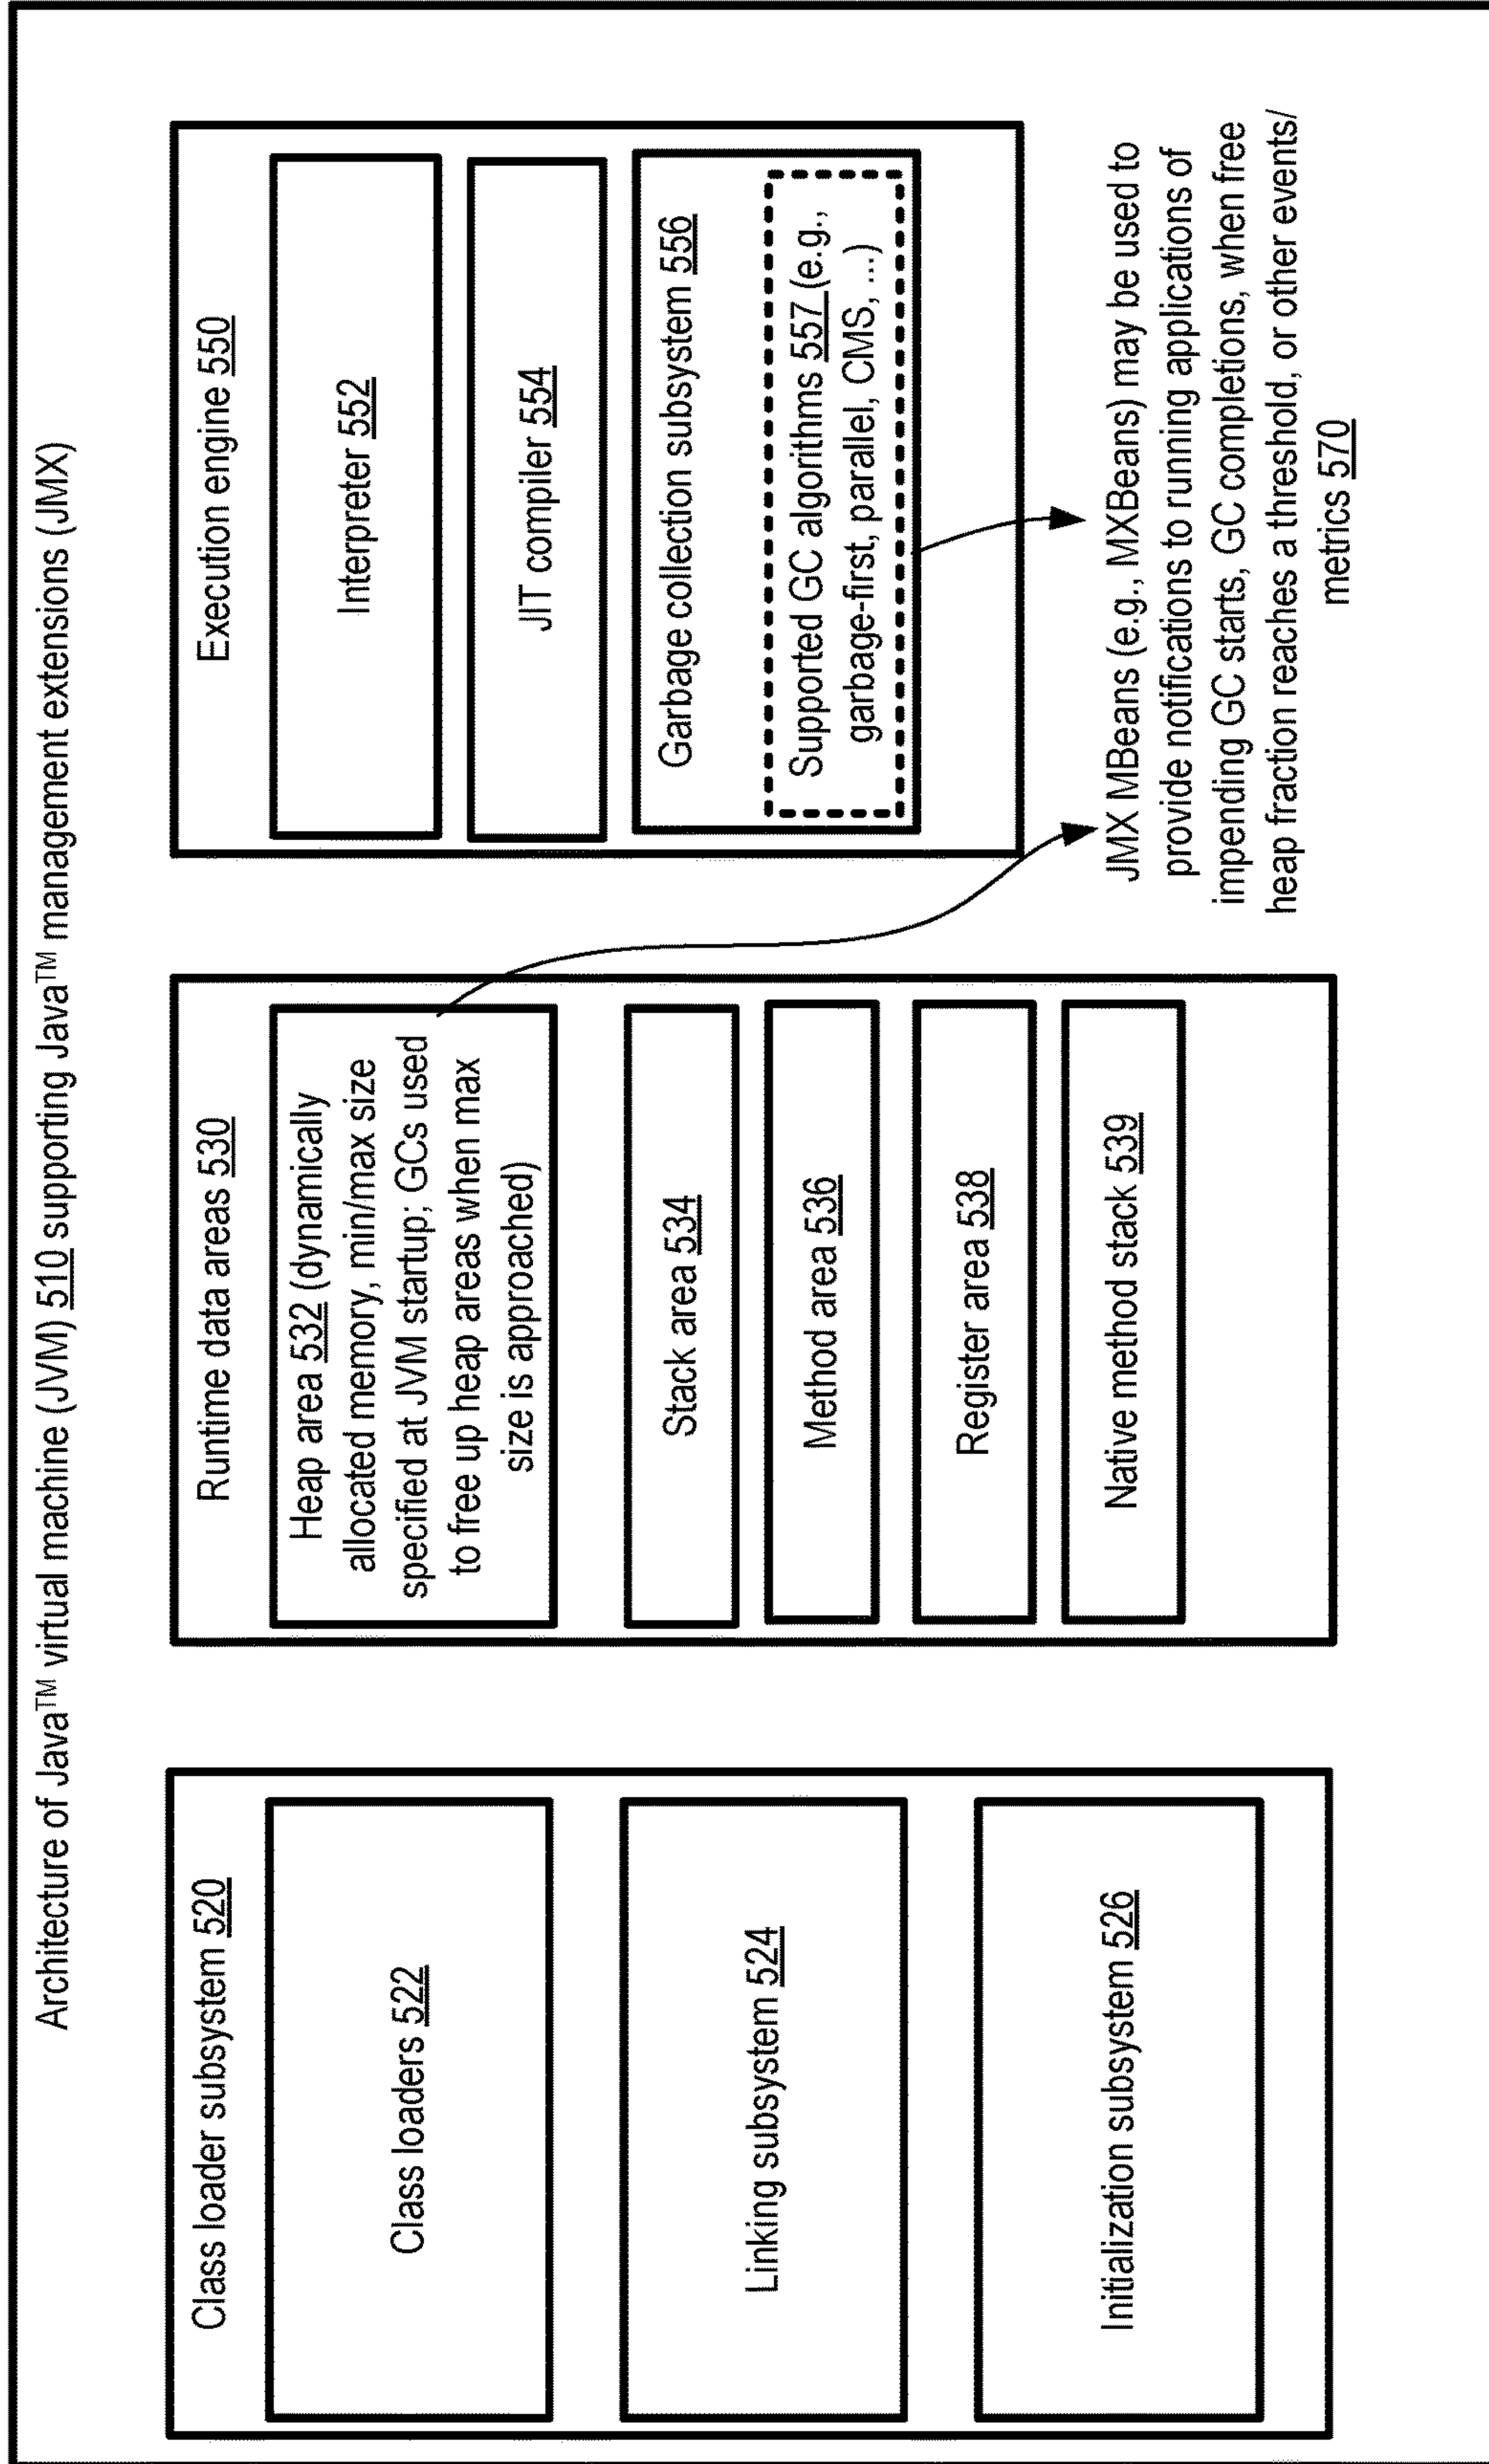 Architecture of Java™ virtual machine (JVM) 510 supporting Java™ management extensions (JMX)
Class loader subsystem 520
Class loaders 522
Linking subsystem 524
Initialization subsystem 526
Runtime data areas 530
Heap area 532 (dynamically
allocated memory, min/max size
specified at JVM startup; GCs used
to free up heap areas when max
size is approached)
Stack area 534
Method area 536
Register area 538
Native method stack 539
Execution engine 550
Interpreter 552
JIT compiler 554
Garbage collection subsystem 556
Supported GC algorithms 557 (e.g.,
garbage-first, parallel, CMS, ...)
JMX MBeans (e.g., MXBeans) may be used to
provide notifications to running applications of
impending GC starts, GC completions, when free
heap fraction reaches a threshold, or other events/
metrics 570